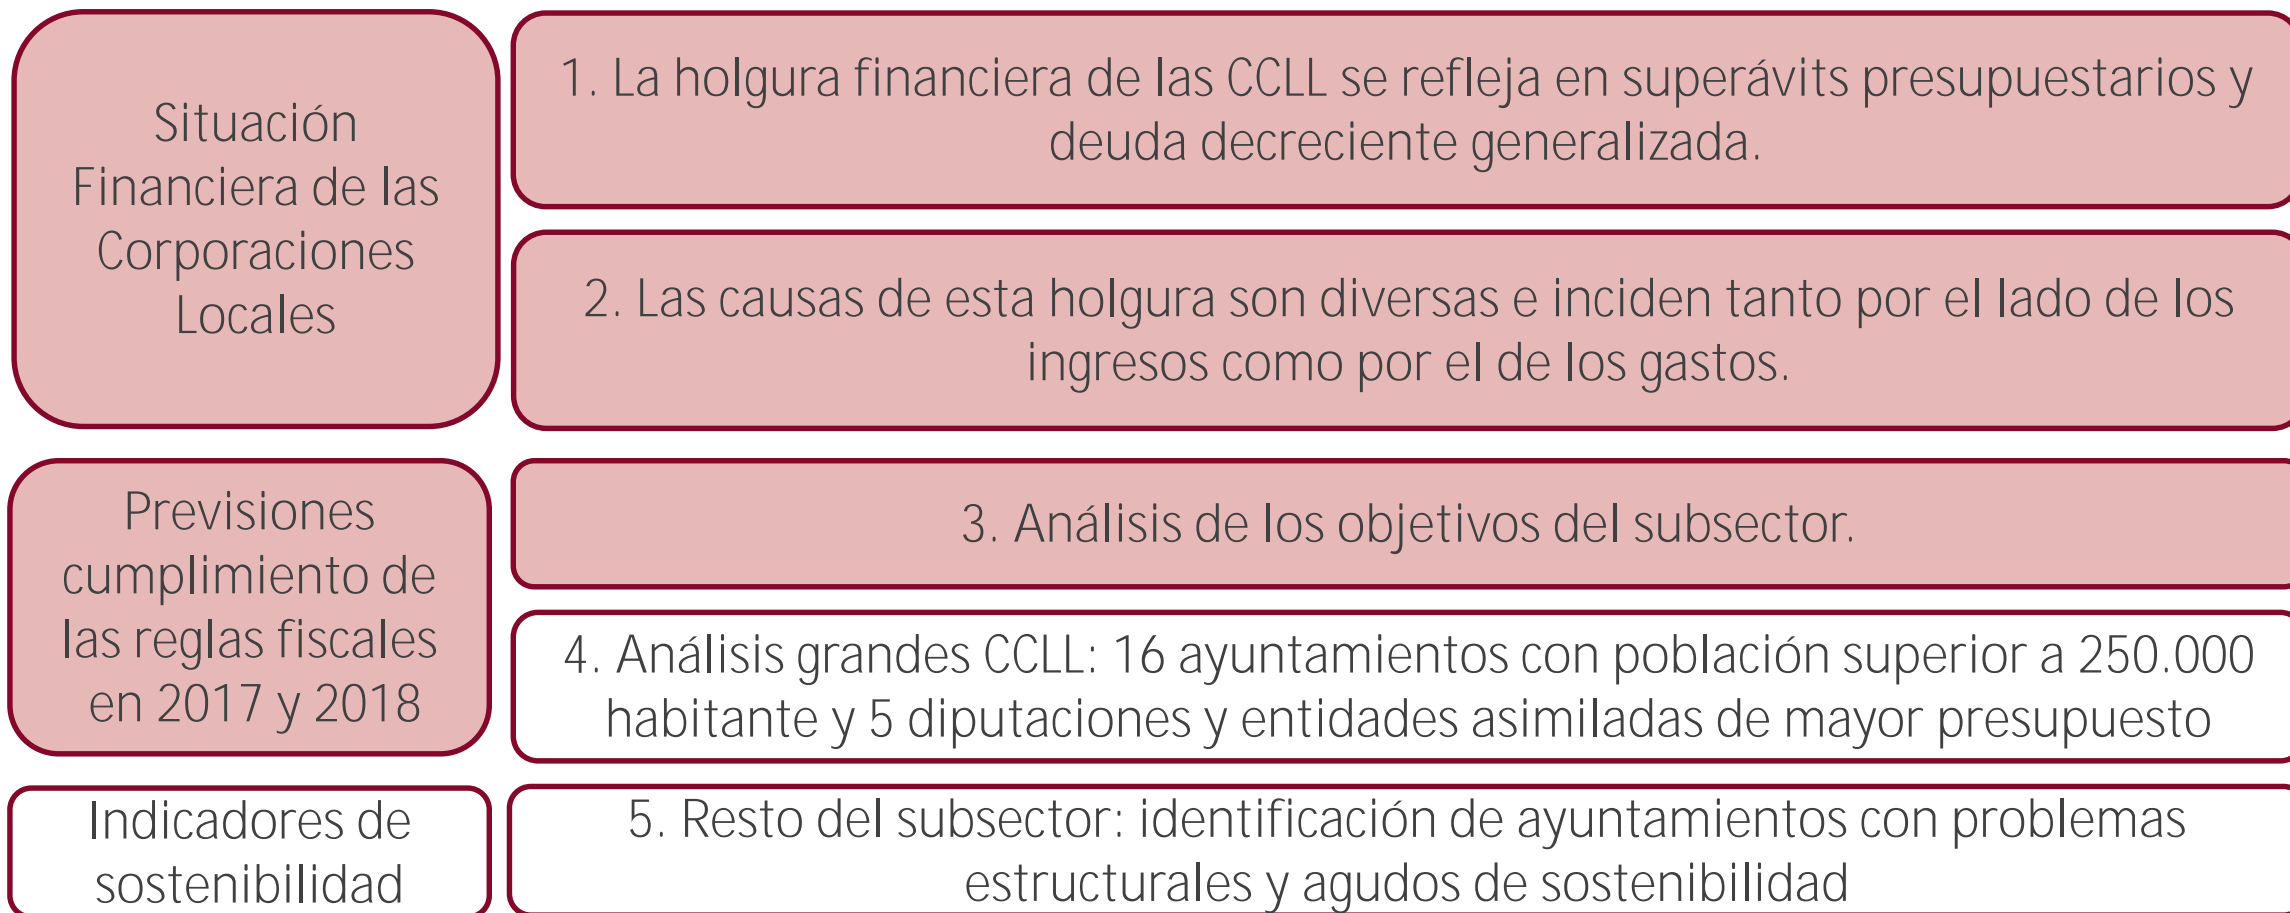 Situación
Financiera de las
Corporaciones
Locales
1. La holgura financiera de las CCLL se refleja en superávits presupuestarios y
deuda decreciente generalizada.
2. Las causas de esta holgura son diversas e inciden tanto por el lado de los
ingresos como por el de los gastos.
Previsiones
cumplimiento de
las reglas fiscales
en 2017 y 2018
3. Análisis de los objetivos del subsector.
4. Análisis grandes CCLL: 16 ayuntamientos con población superior a 250.000
habitante y 5 diputaciones y entidades asimiladas de mayor presupuesto
Indicadores de
sostenibilidad
5. Resto del subsector: identificación de ayuntamientos con problemas
estructurales y agudos de sostenibilidad